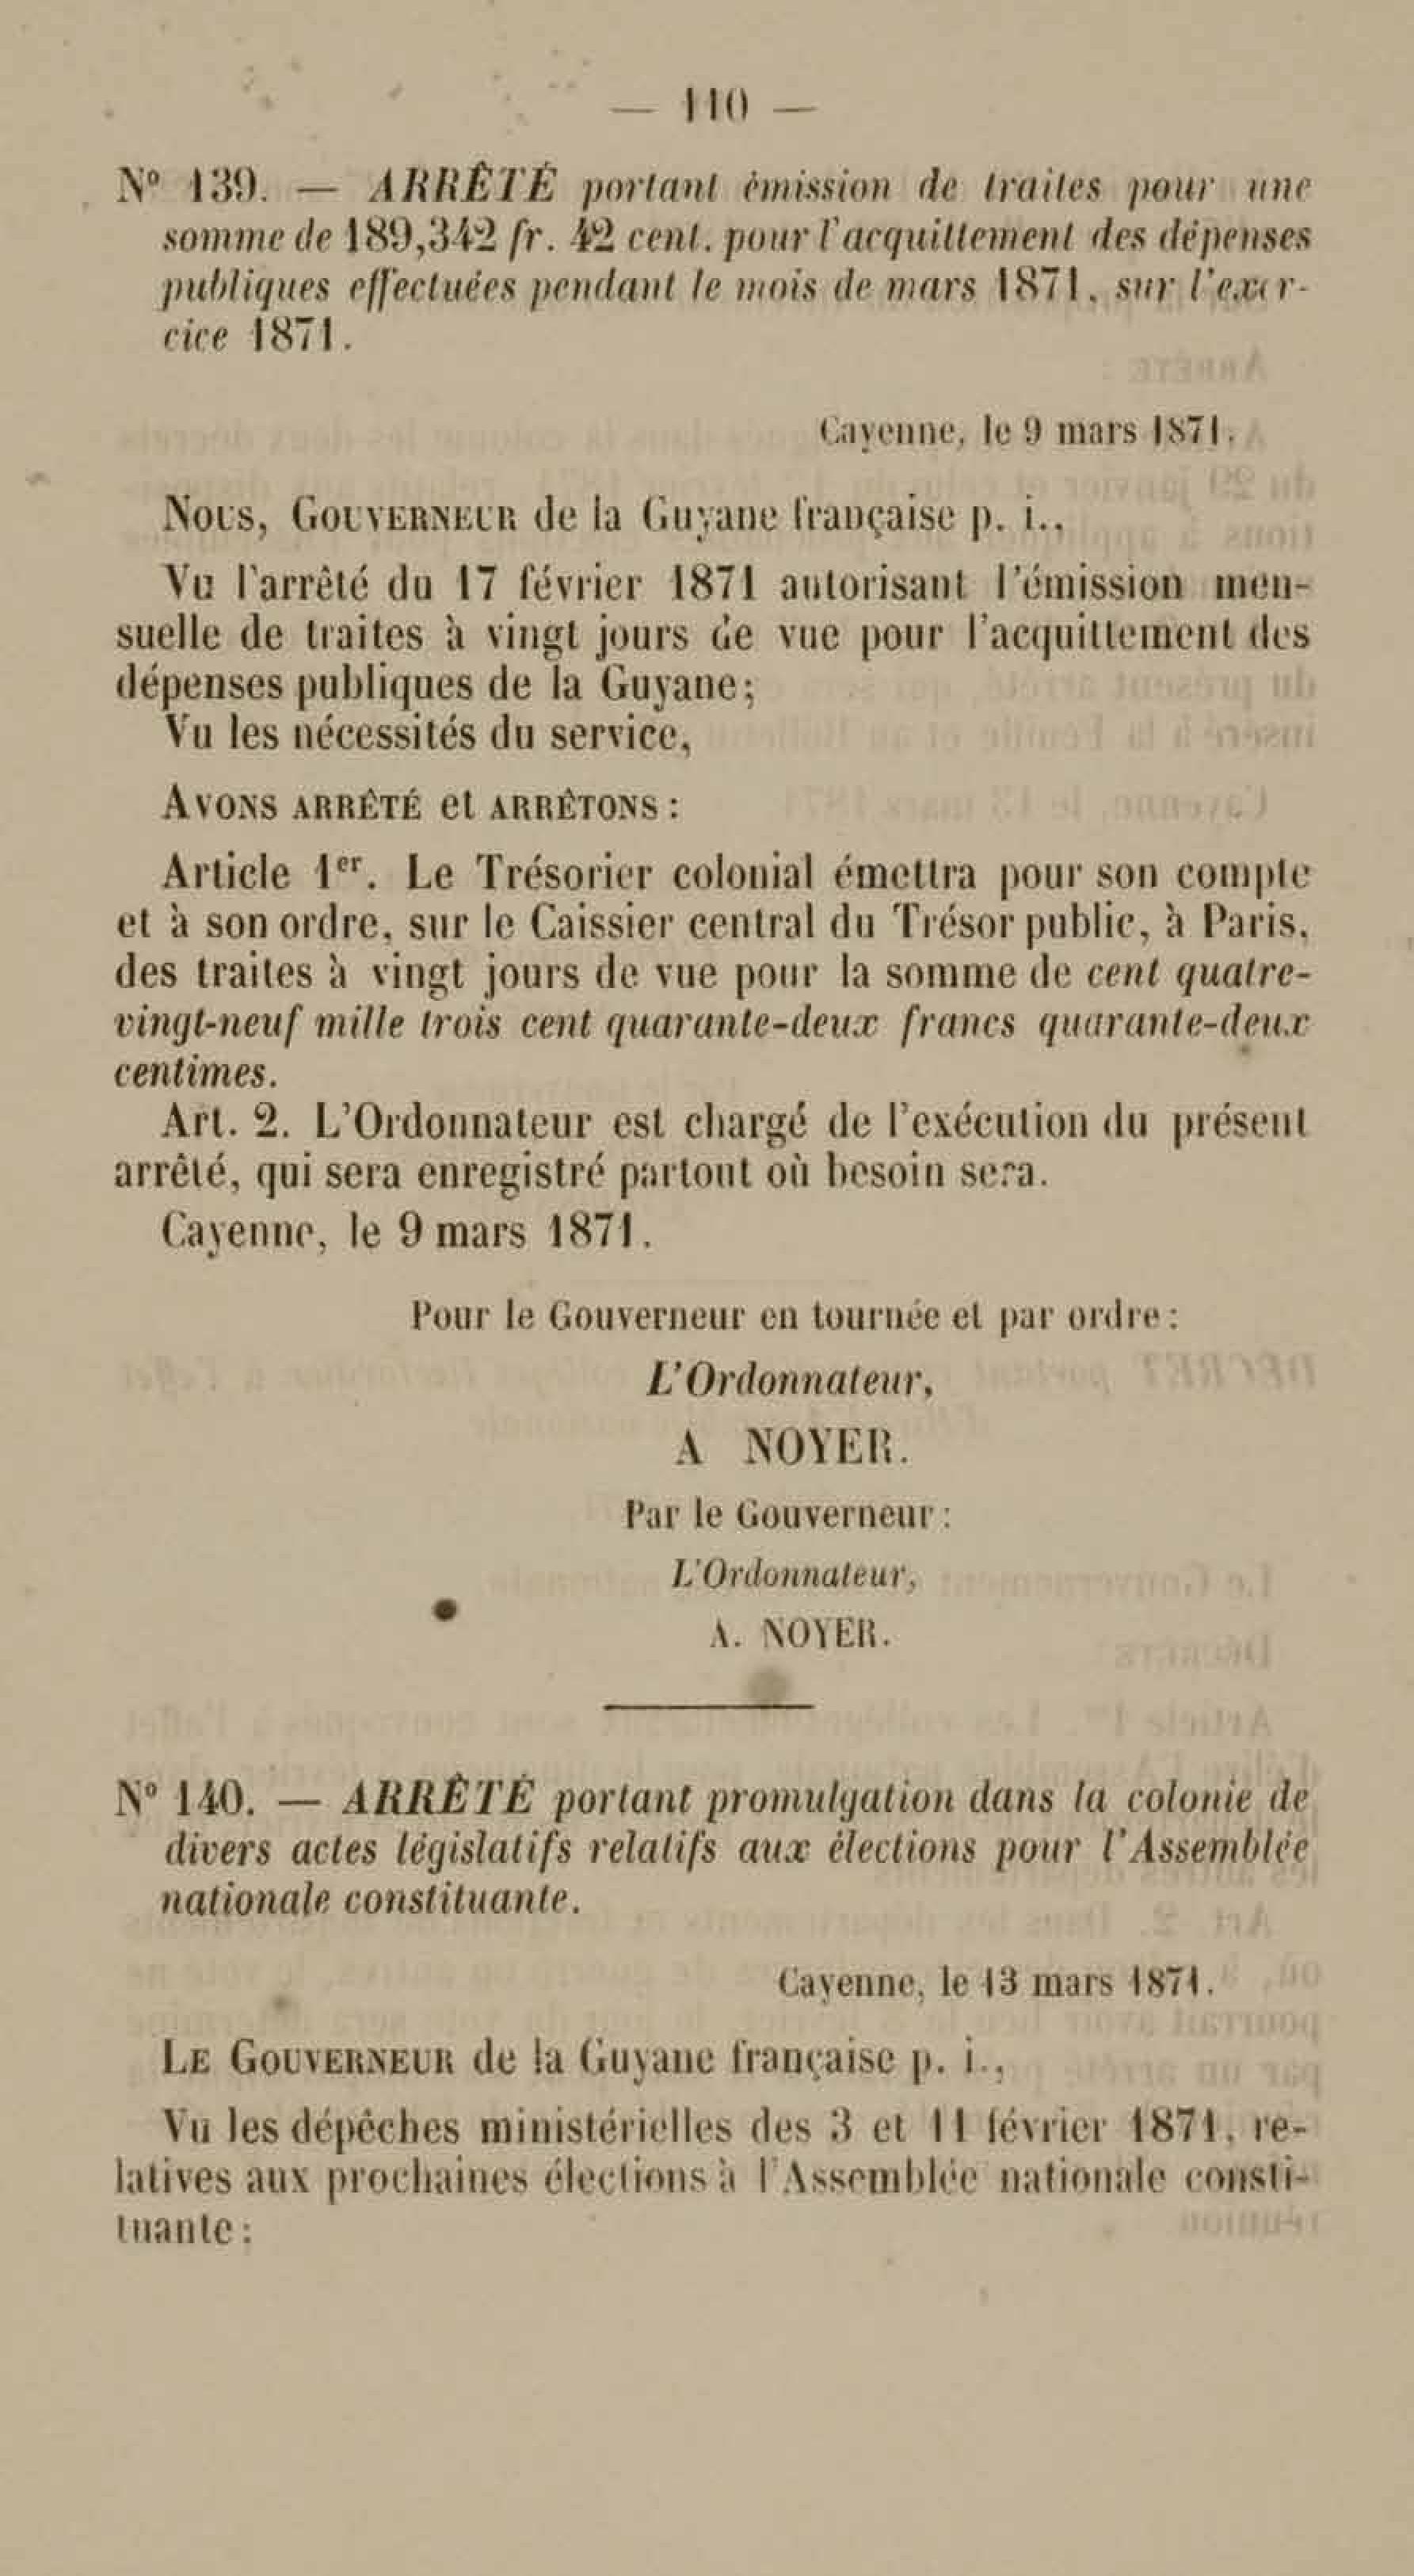 — 110 —
N° 139. — ARRÊTÉ portant émission de traites pour une
somme de 189,342 fr. 42 cent. pour l'acquittement des dépenses
publiques effectuées pendant le mois de mars 1871, sur l'exer-
cice 1871.
Cayenne, le 9 mars 1871.
NOUS, GOUVERNEUR de la Guyane française p. i.,
Vu l'arrêté du 17 février 1871 autorisant l'émission men-
suelle de traites à vingt jours de vue pour l'acquittement des
dépenses publiques de la Guyane;
Vu les nécessités du service,
AVONS ARRÊTÉ et ARRÊTONS :
Article 1er. Le Trésorier colonial émettra pour son compte
et à son ordre, sur le Caissier central du Trésor public, à Paris,
des traites à vingt jours de vue pour la somme de cent quatre-
vingt-neuf mille trois cent quarante-deux francs quarante-deux
centimes.
Art. 2. L'Ordonnateur est chargé de l'exécution du présent
arrêté, qui sera enregistré partout où besoin sera.
Cayenne, le 9 mars 1871.
Pour le Gouverneur en tournée et par ordre :
L'Ordonnateur,
A NOYER.
Par le Gouverneur :
L'Ordonnateur,
A. NOYER.
N° 140. — ARRÊTÉ portant promulgation dans la colonie de
divers actes législatifs relatifs aux élections pour l'Assemblée
nationale constituante.
Cayenne, le 13 mars 1871.
LE GOUVERNEUR de la Guyane française p. i.,
Vu les dépêches ministérielles des 3 et 11 février 1871, re-
latives aux prochaines élections à l'Assemblée nationale consti-
tuante :